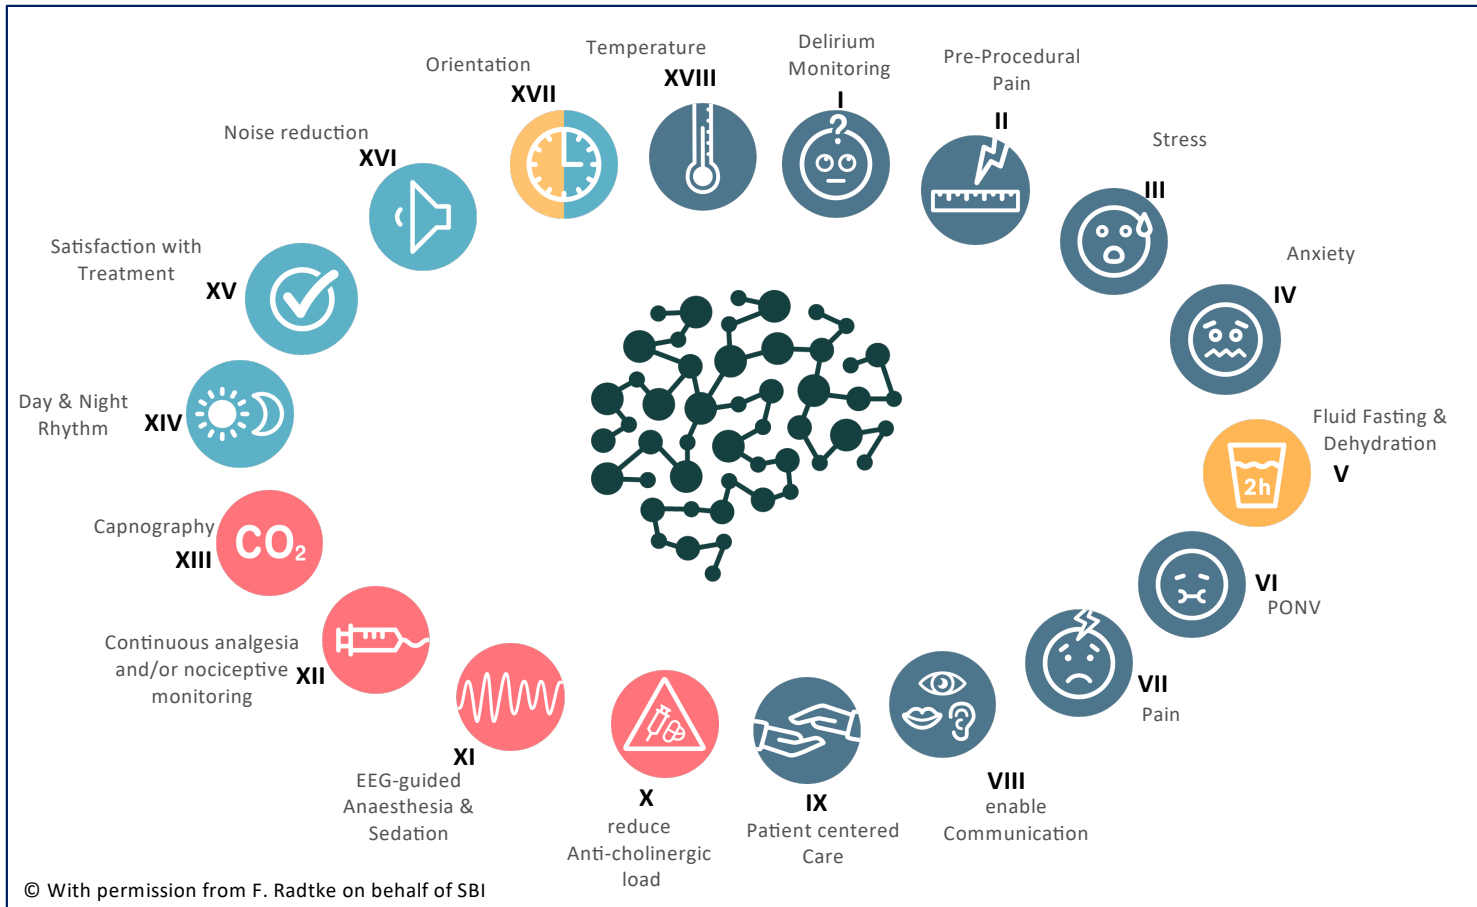 Delirium
Monitoring
I
Pre-Procedural
Pain
II
Stress
III
Anxiety
IV
Fluid Fasting &
Dehydration
V
2h
VI
PONV
VII
Pain
VIII
enable
Communication
IX
Patient centered
Care
X
reduce
Anti-cholinergic
load
XI
EEG-guided
Anaesthesia &
Sedation
XII
Continuous analgesia
and/or nociceptive
monitoring
Capnography
XIII
CO₂
Day & Night
Rhythm
XIV
Satisfaction with
Treatment
XV
Noise reduction
XVI
Orientation
XVII
Temperature
XVIII
?
© With permission from F. Radtke on behalf of SBI